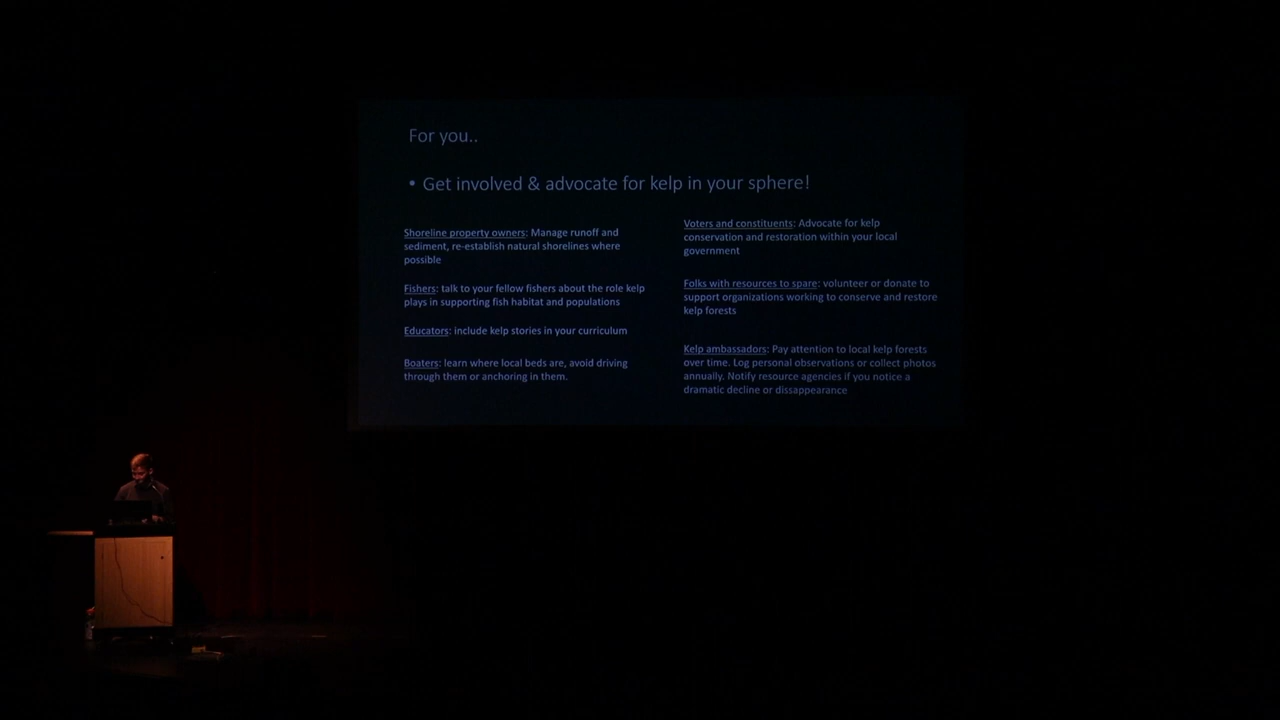 For you..
• Get involved & advocate for kelp in your sphere!
Shoreline property owners: Manage runoff and
sediment, re-establish natural shorelines where
possible
Fishers: talk to your fellow fishers about the role kelp
plays in supporting fish habitat and populations
Educators: include kelp stories in your curriculum
Boaters: learn where local beds are, avoid driving
through them or anchoring in them.
Voters and constituents: Advocate for kelp
conservation and restoration within your local
government
Folks with resources to spare: volunteer or donate to
support organizations working to conserve and restore
kelp forests
Kelp ambassadors: Pay attention to local kelp forests
over time. Log personal observations or collect photos
annually. Notify resource agencies if you notice a
dramatic decline or dissappearance